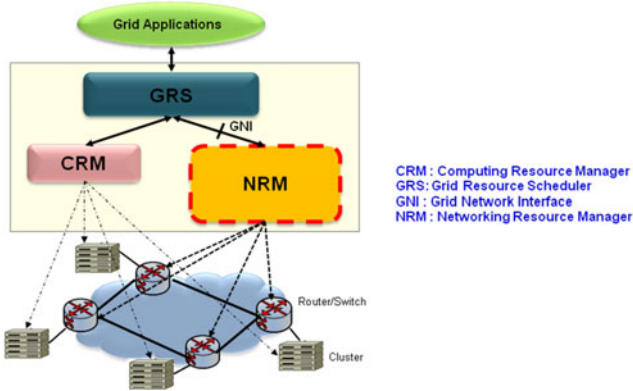 Grid Applications
GRS
GNI
CRM
NRM
CRM : Computing Resource Manager
GRS: Grid Resource Scheduler
GNI : Grid Network Interface
NRM : Networking Resource Manager
Router/Switch
Cluster